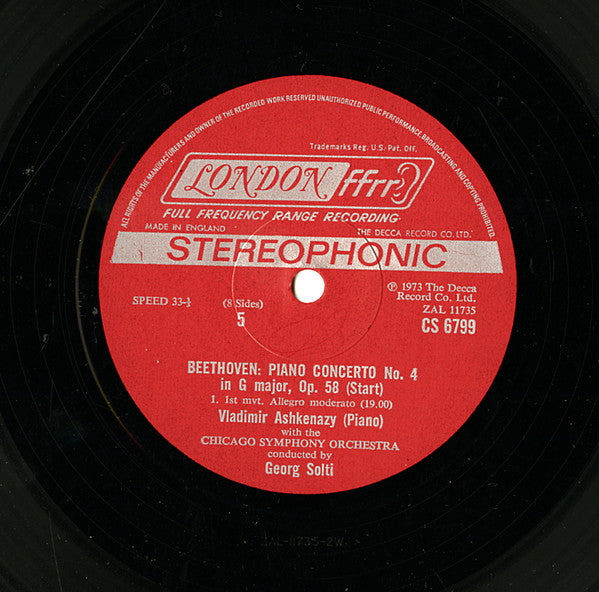 ALL RIGHTS OF THE MANUFACTURERS AND OWNER OF THE RECORDED WORK RESERVED UNAUTHORIZED PUBLIC PERFORMANCE, BROADCASTING AND COPYING PROHIBITED.
Trademarks Reg. U.S. Pat. Off.
LONDON ffrr
FULL FREQUENCY RANGE RECORDING
MADE IN ENGLAND
THE DECCA RECORD CO. LTD.
STEREOPHONIC
SPEED 33⅓
(8 Sides)
5
℗ 1973 The Decca
Record Co. Ltd.
ZAL 11735
CS 6799
BEETHOVEN: PIANO CONCERTO No. 4
in G major, Op. 58 (Start)
1. 1st mvt. Allegro moderato (19.00)
Vladimir Ashkenazy (Piano)
with the
CHICAGO SYMPHONY ORCHESTRA
conducted by
Georg Solti
ZAL-11735-2W